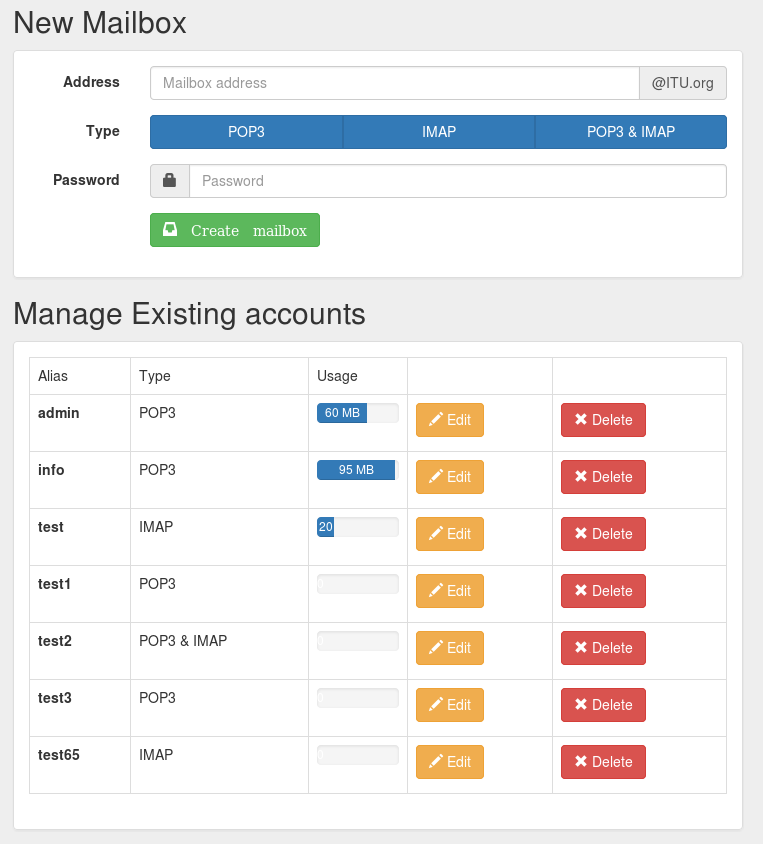 New Mailbox
Address Mailbox address @ITU.org
Type POP3 IMAP POP3 & IMAP
Password Password
Create mailbox
Manage Existing accounts
Alias Type Usage
admin POP3 60 MB Edit Delete
info POP3 95 MB Edit Delete
test IMAP 20 Edit Delete
test1 POP3 Edit Delete
test2 POP3 & IMAP Edit Delete
test3 POP3 Edit Delete
test65 IMAP Edit Delete